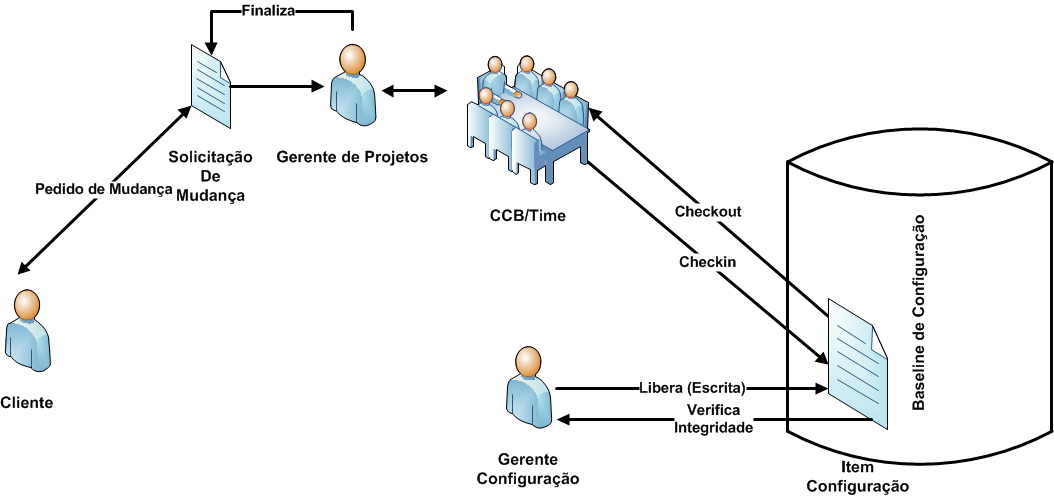 Finaliza
Solicitação
De
Mudança
Gerente de Projetos
Pedido de Mudança
CCB/Time
Checkout
Checkin
Baseline de Configuração
Cliente
Libera (Escrita)
Verifica
Integridade
Gerente
Configuração
Item
Configuração